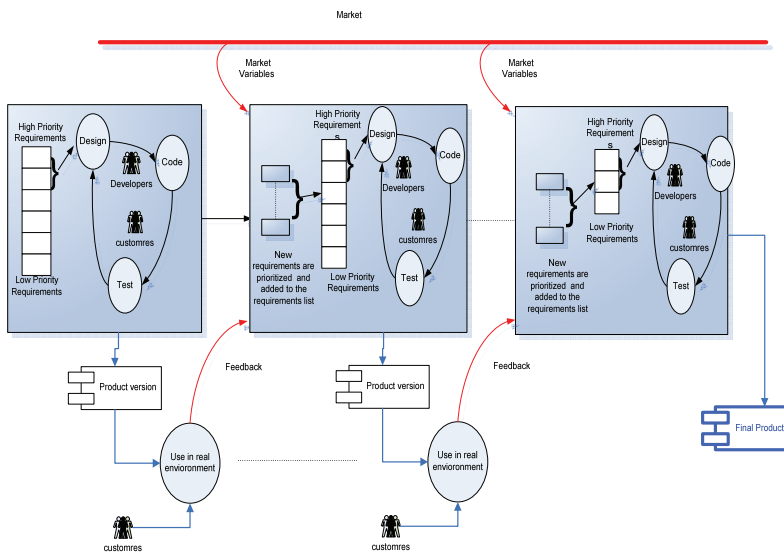 Market
Market
Variables
Market
Variables
High Priority
Requirements
Design
Code
Developers
customres
Test
Low Priority
Requirements
High Priority
Requirement
s
Design
Code
Developers
customres
Test
New
requirements are
prioritized and
added to the
requirements list
Low Priority
Requirements
High Priority
Requirement
s
Design
Code
Developers
customres
Test
Low Priority
Requirements
New
requirements are
prioritized and
added to the
requirements list
Product version
Feedback
Use in real
envioronment
customres
Product version
Feedback
Use in real
envioronment
customres
Final Product